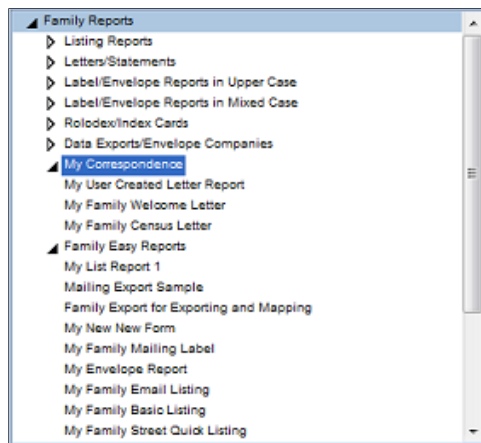 Family Reports
Listing Reports
Letters/Statements
Label/Envelope Reports in Upper Case
Label/Envelope Reports in Mixed Case
Rolodex/Index Cards
Data Exports/Envelope Companies
My Correspondence
My User Created Letter Report
My Family Welcome Letter
My Family Census Letter
Family Easy Reports
My List Report 1
Mailing Export Sample
Family Export for Exporting and Mapping
My New New Form
My Family Mailing Label
My Envelope Report
My Family Email Listing
My Family Basic Listing
My Family Street Quick Listing